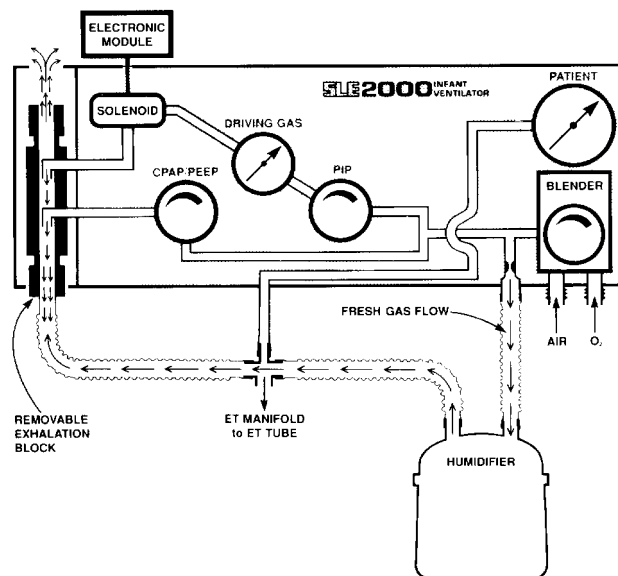 ELECTRONIC
MODULE
SLE2000 INFANT
VENTILATOR
PATIENT
SOLENOID
DRIVING GAS
CPAP/PEEP
PIP
BLENDER
FRESH GAS FLOW
AIR
O₂
REMOVABLE
EXHALATION
BLOCK
ET MANIFOLD
to ET TUBE
HUMIDIFIER